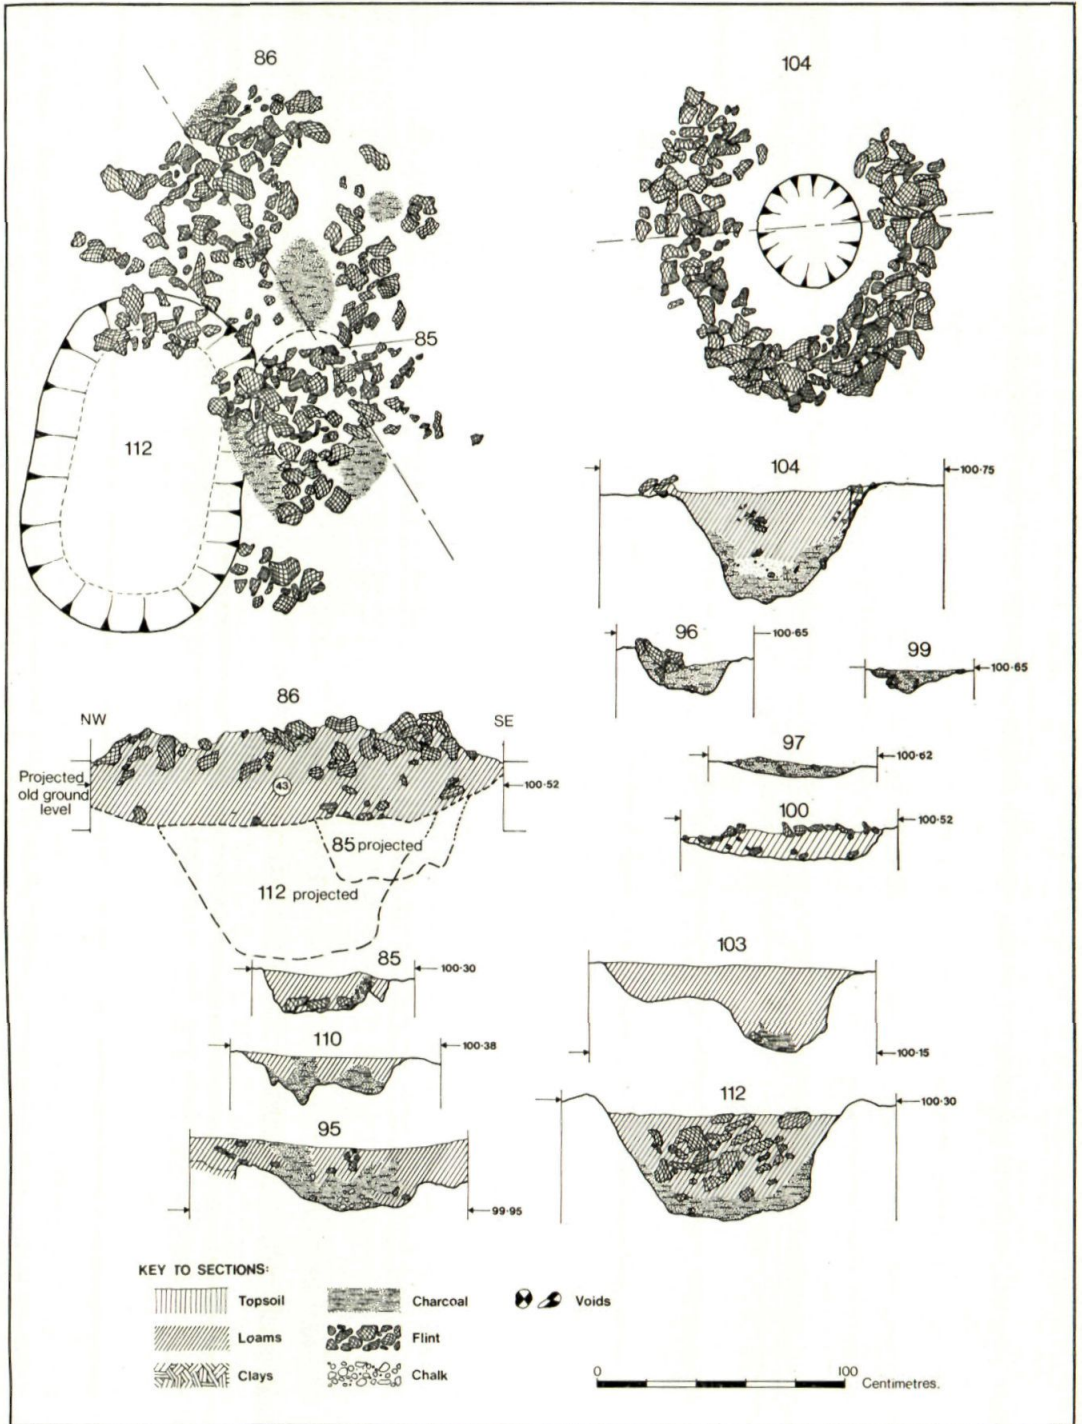 86
104
85
112
104
100·75
96
100·65
99
100·65
97
100·62
100
100·52
86
NW
SE
Projected
old ground
level
43
100·52
85 projected
112 projected
85
100·30
110
100·38
95
99·95
103
100·15
112
100·30
KEY TO SECTIONS:
Topsoil
Charcoal
Voids
Loams
Flint
Clays
Chalk
0
100
Centimetres.